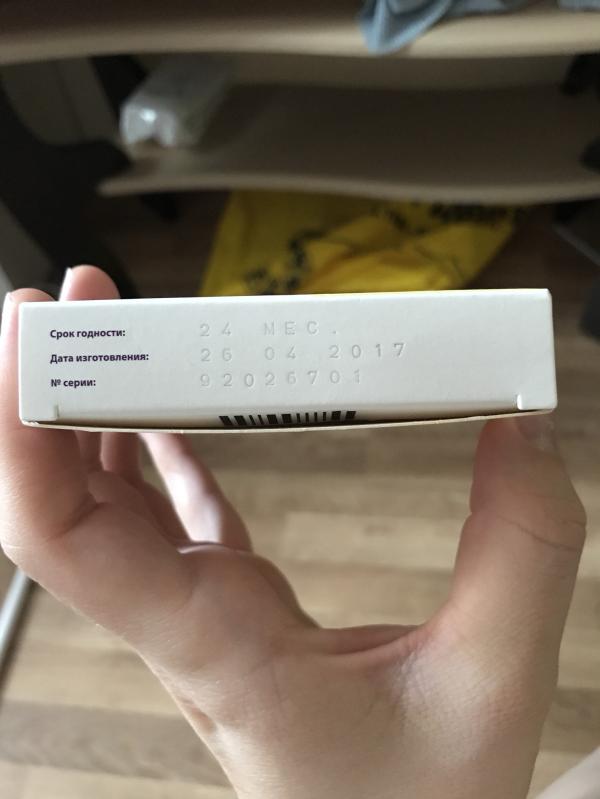 Срок годности: 24 МЕС.
Дата изготовления: 26 04 2017
№ серии: 92026701